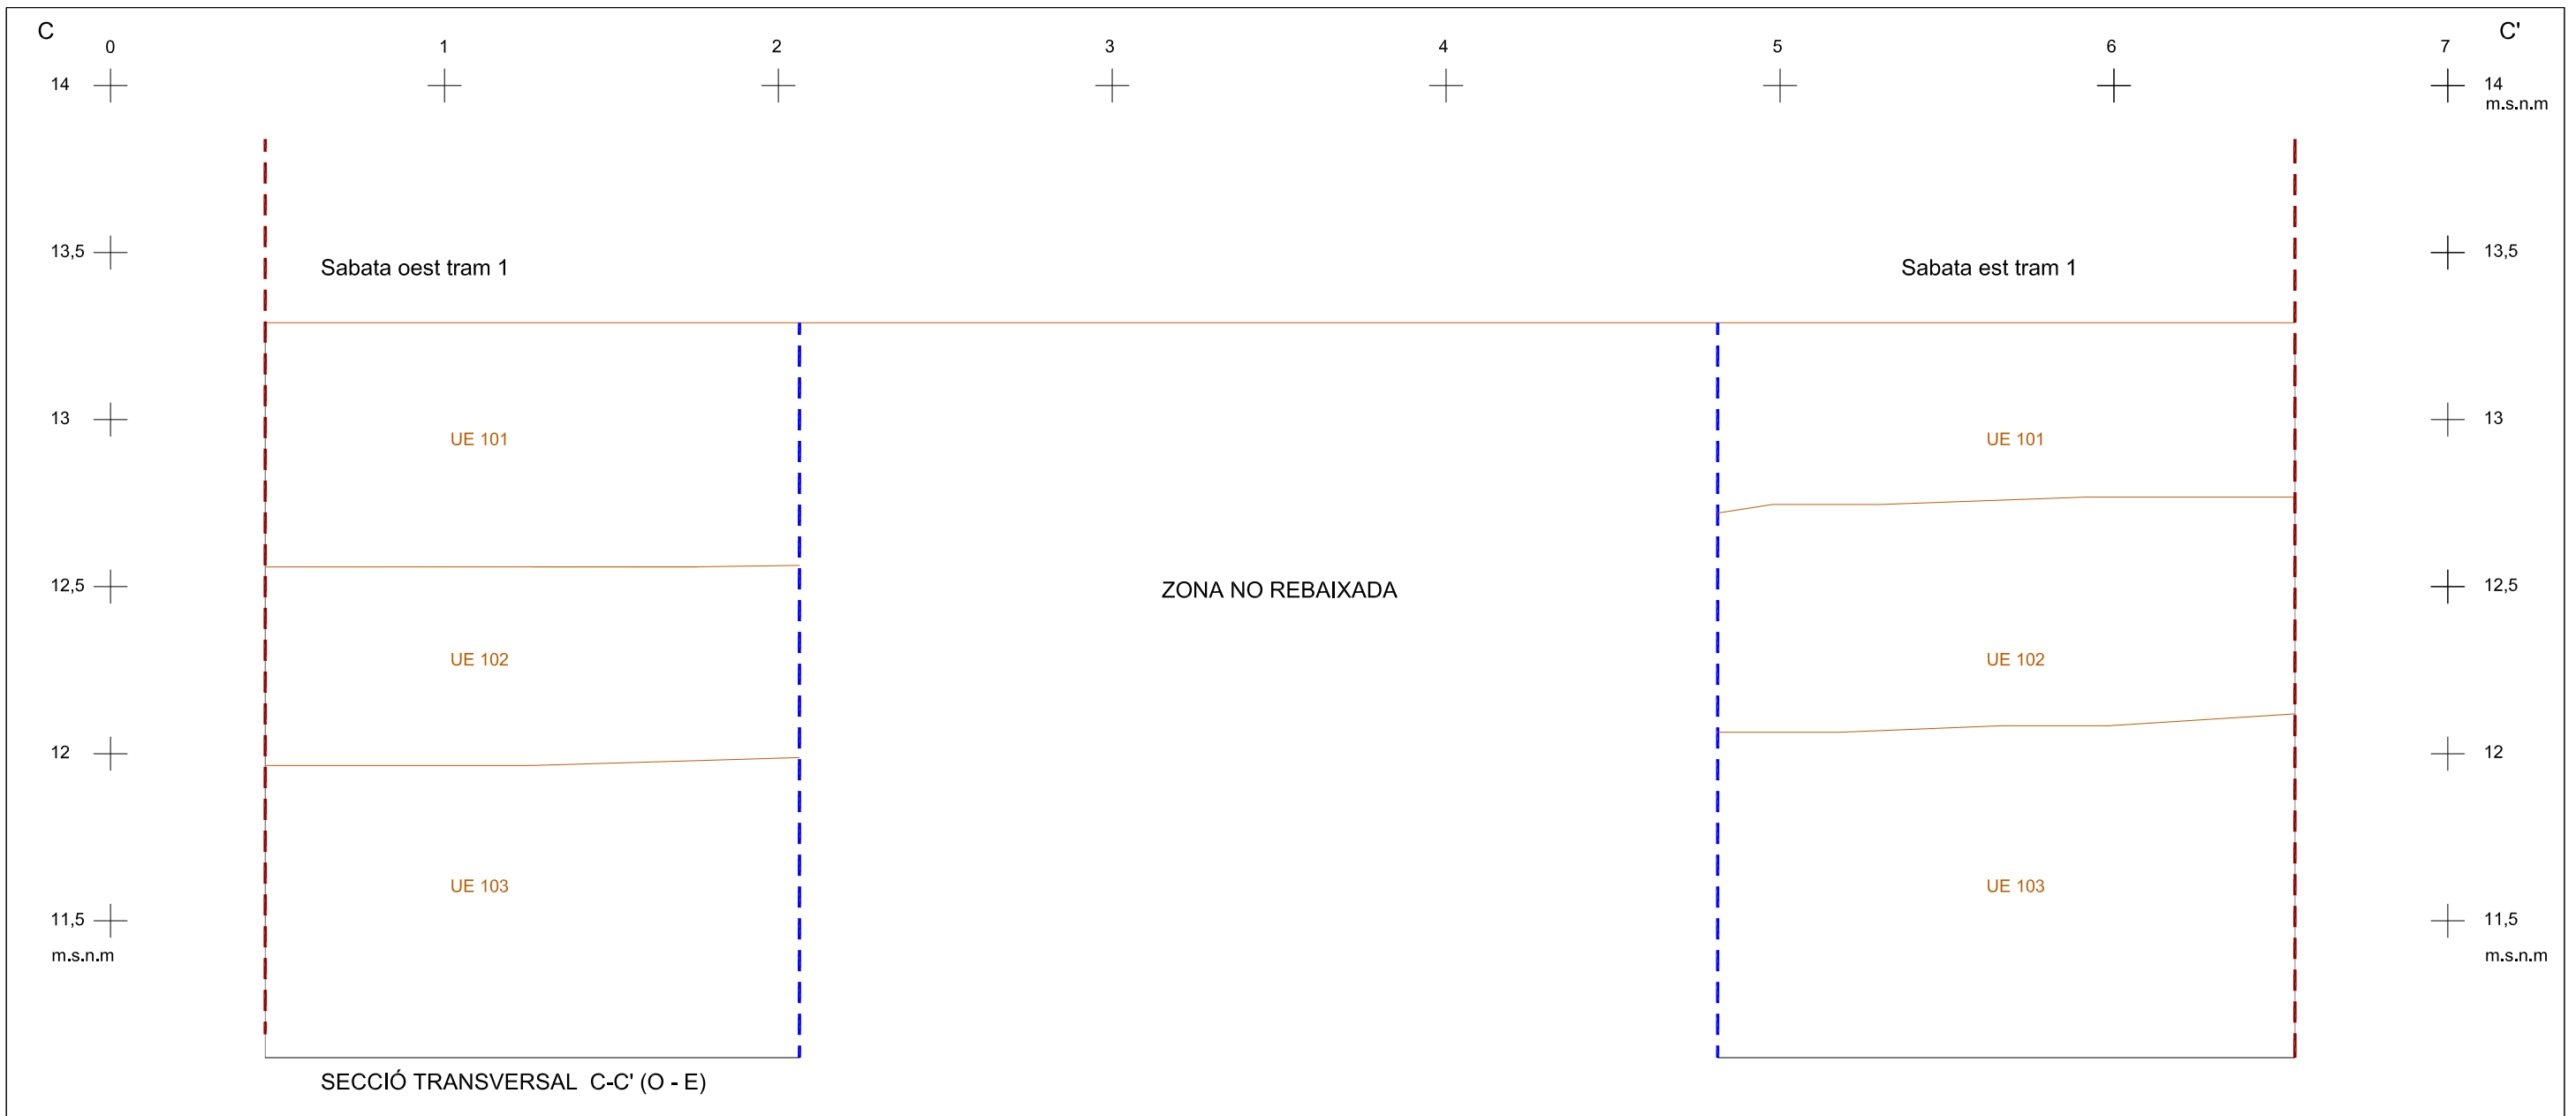 C C'
0 1 2 3 4 5 6 7
14 14
m.s.n.m
13,5 13,5
Sabata oest tram 1 Sabata est tram 1
13 13
UE 101 UE 101
12,5 12,5
ZONA NO REBAIXADA
UE 102 UE 102
12 12
UE 103 UE 103
11,5 11,5
m.s.n.m m.s.n.m
SECCIÓ TRANSVERSAL C-C' (O - E)